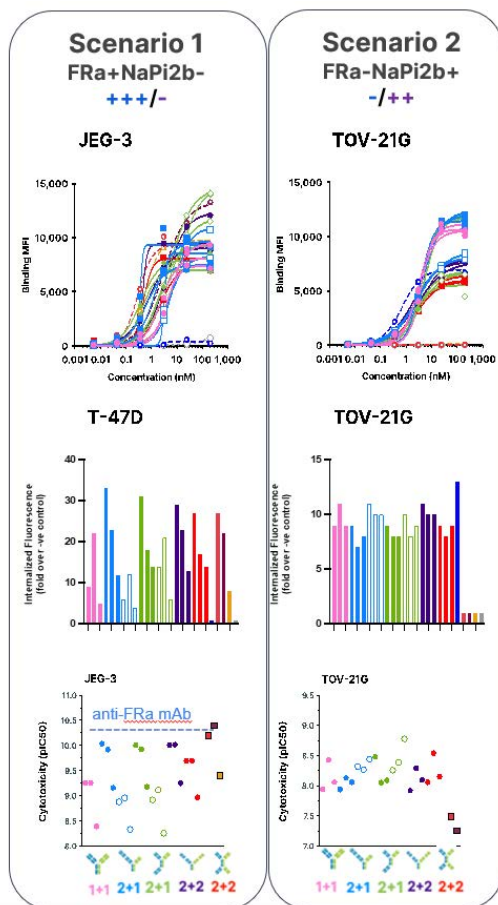 Scenario 1
FRa+NaPi2b-
+++/-
JEG-3
15,000
10,000
5,000
0
Binding MFI
0.001 0.01 0.1 1 10 100 1,000
Concentration (nM)
T-47D
40
30
20
10
0
Internalized Fluorescence
(fold over -ve control)
JEG-3
11.0
10.5
10.0
9.5
9.0
8.5
8.0
Cytotoxicity (pIC50)
anti-FRa mAb
1+1 2+1 2+1 2+2 2+2
Scenario 2
FRa-NaPi2b+
-/++
TOV-21G
15,000
10,000
5,000
0
Binding MFI
0.001 0.01 0.1 1 10 100 1,000
Concentration (nM)
TOV-21G
15
10
5
0
Internalized Fluorescence
(fold over -ve control)
TOV-21G
9.5
9.0
8.5
8.0
7.5
7.0
Cytotoxicity (pIC50)
1+1 2+1 2+1 2+2 2+2